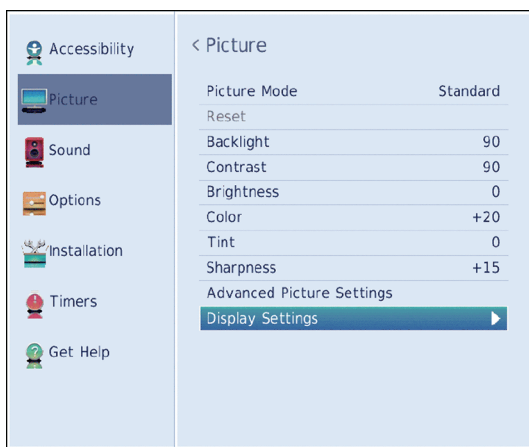 Accessibility
Picture
Sound
Options
Installation
Timers
Get Help
< Picture
Picture Mode Standard
Reset
Backlight 90
Contrast 90
Brightness 0
Color +20
Tint 0
Sharpness +15
Advanced Picture Settings
Display Settings